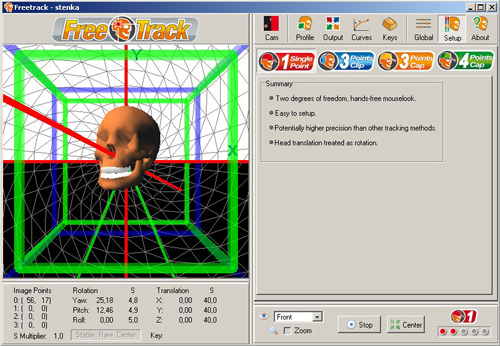 Freetrack - stenka
Free Track
Cam Profile Output Curves Keys Global Setup About
1 Single Point
3 Points Cap
3 Points Clip
4 Points Cap
Y
X
Summary
Two degrees of freedom, hands-free mouselook.
Easy to setup.
Potentially higher precision than other tracking methods.
Head translation treated as rotation.
Image Points Rotation S Translation S
0: ( 56, 17) Yaw: 25,18 4,8 X: 0,00 40,0
1: ( 0, 0) Pitch: 12,46 4,9 Y: 0,00 40,0
2: ( 0, 0) Roll: 0,00 5,0 Z: 0,00 40,0
3: ( 0, 0)
S Multiplier: 1,0 Stable Raw Center Key:
Front
Zoom
Stop
Center
1